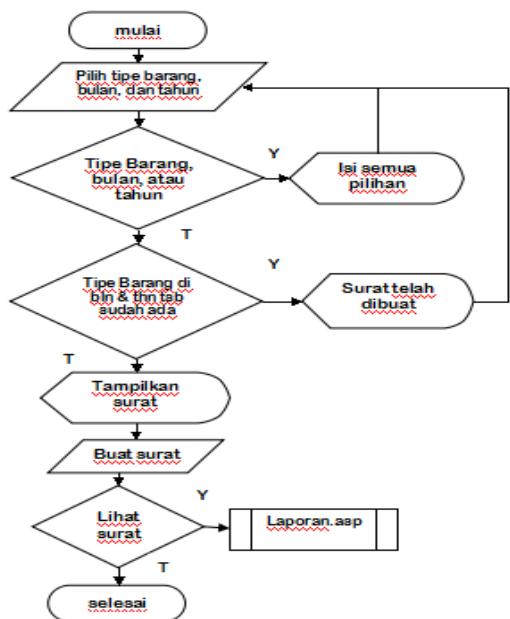 mulai
Pilih tipe barang,
bulan, dan tahun
Tipe Barang,
bulan, atau
tahun
Y
Isi semua
pilihan
T
Tipe Barang di
bln & thn tsb
sudah ada
Y
Surat telah
dibuat
T
Tampilkan
surat
Buat surat
Lihat
surat
Y
Laporan.asp
T
selesai